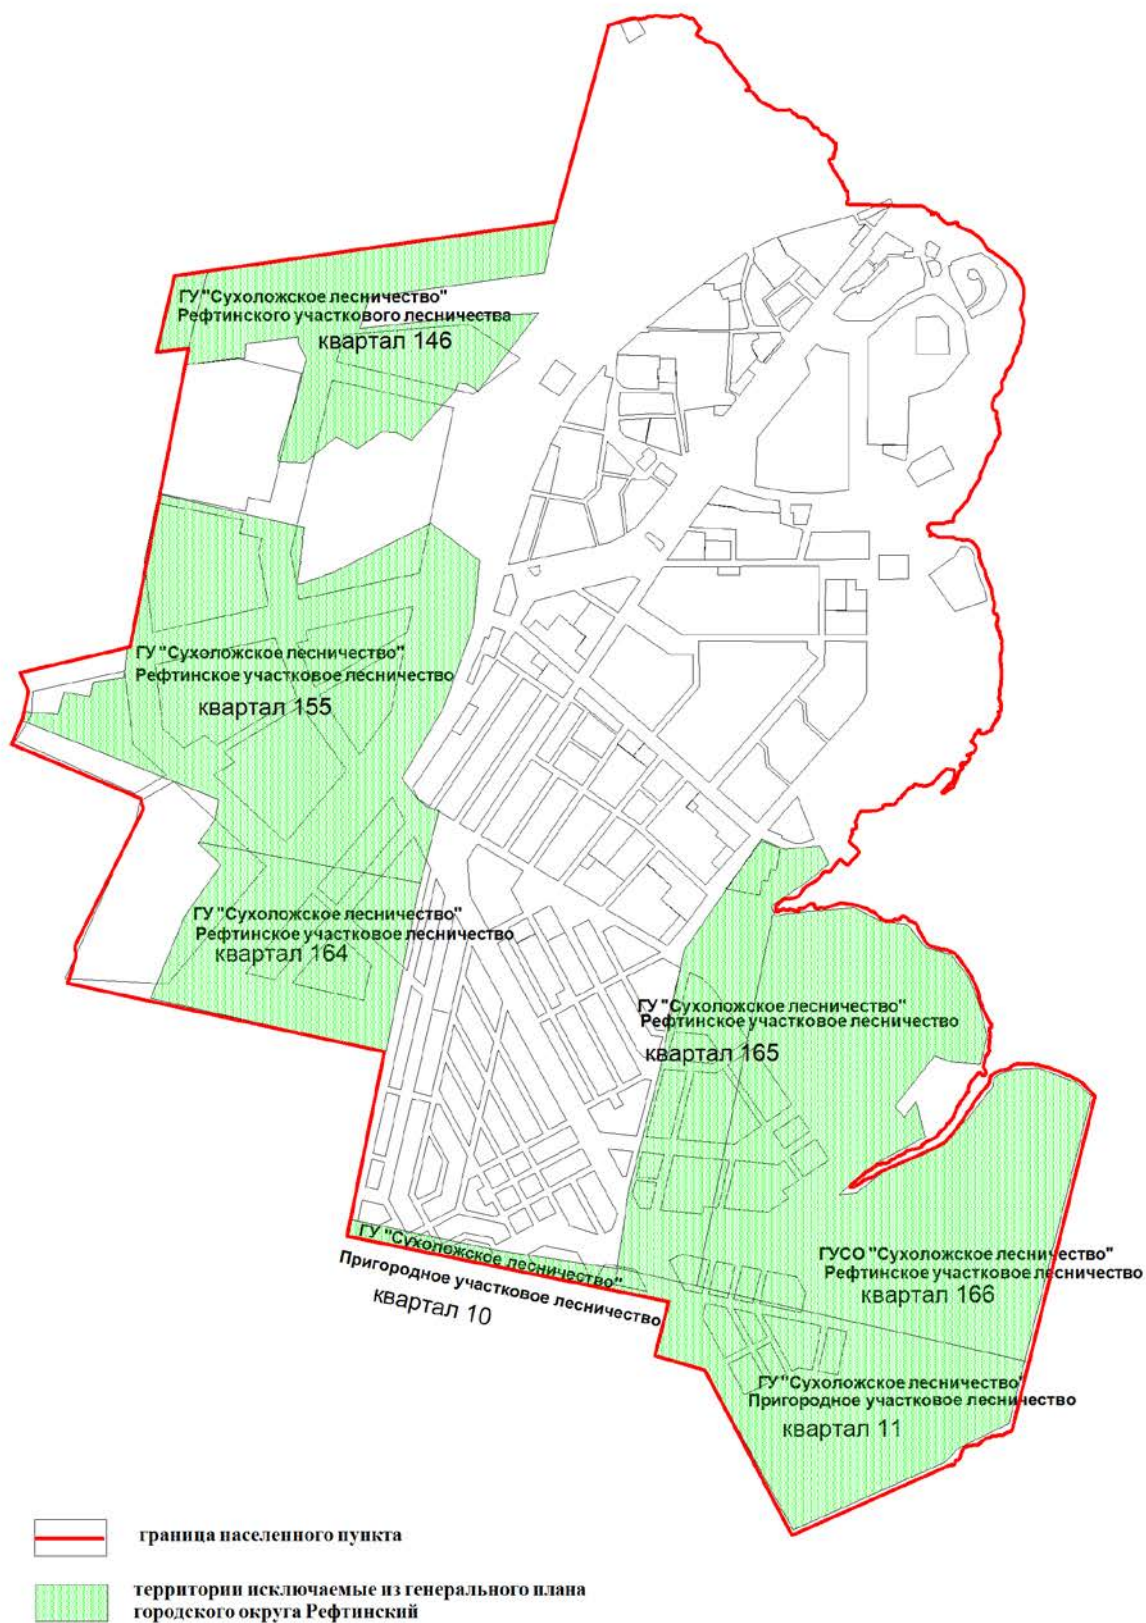 ГУ "Сухоложское лесничество"
Рефтинского участкового лесничества
квартал 146
ГУ "Сухоложское лесничество"
Рефтинское участковое лесничество
квартал 155
ГУ "Сухоложское лесничество"
Рефтинское участковое лесничество
квартал 164
ГУ "Сухоложское лесничество"
Рефтинское участковое лесничество
квартал 165
ГУ "Сухоложское лесничество"
Пригородное участковое лесничество
квартал 10
ГУСО "Сухоложское лесничество"
Рефтинское участковое лесничество
квартал 166
ГУ "Сухоложское лесничество"
Пригородное участковое лесничество
квартал 11
граница населенного пункта
территории исключаемые из генерального плана
городского округа Рефтинский